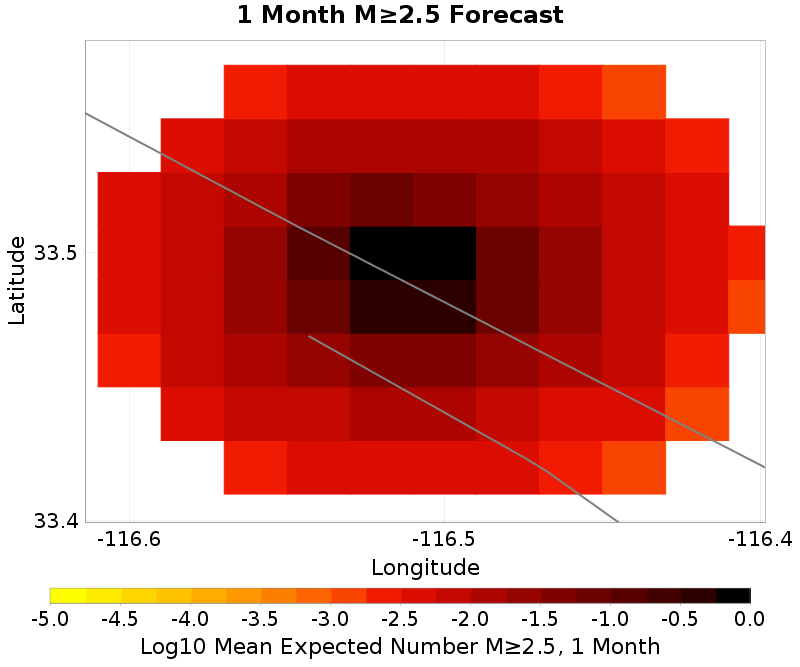 1 Month M≥2.5 Forecast
Latitude
33.5
33.4
-116.6 -116.5 -116.4
Longitude
-5.0 -4.5 -4.0 -3.5 -3.0 -2.5 -2.0 -1.5 -1.0 -0.5 0.0
Log10 Mean Expected Number M≥2.5, 1 Month